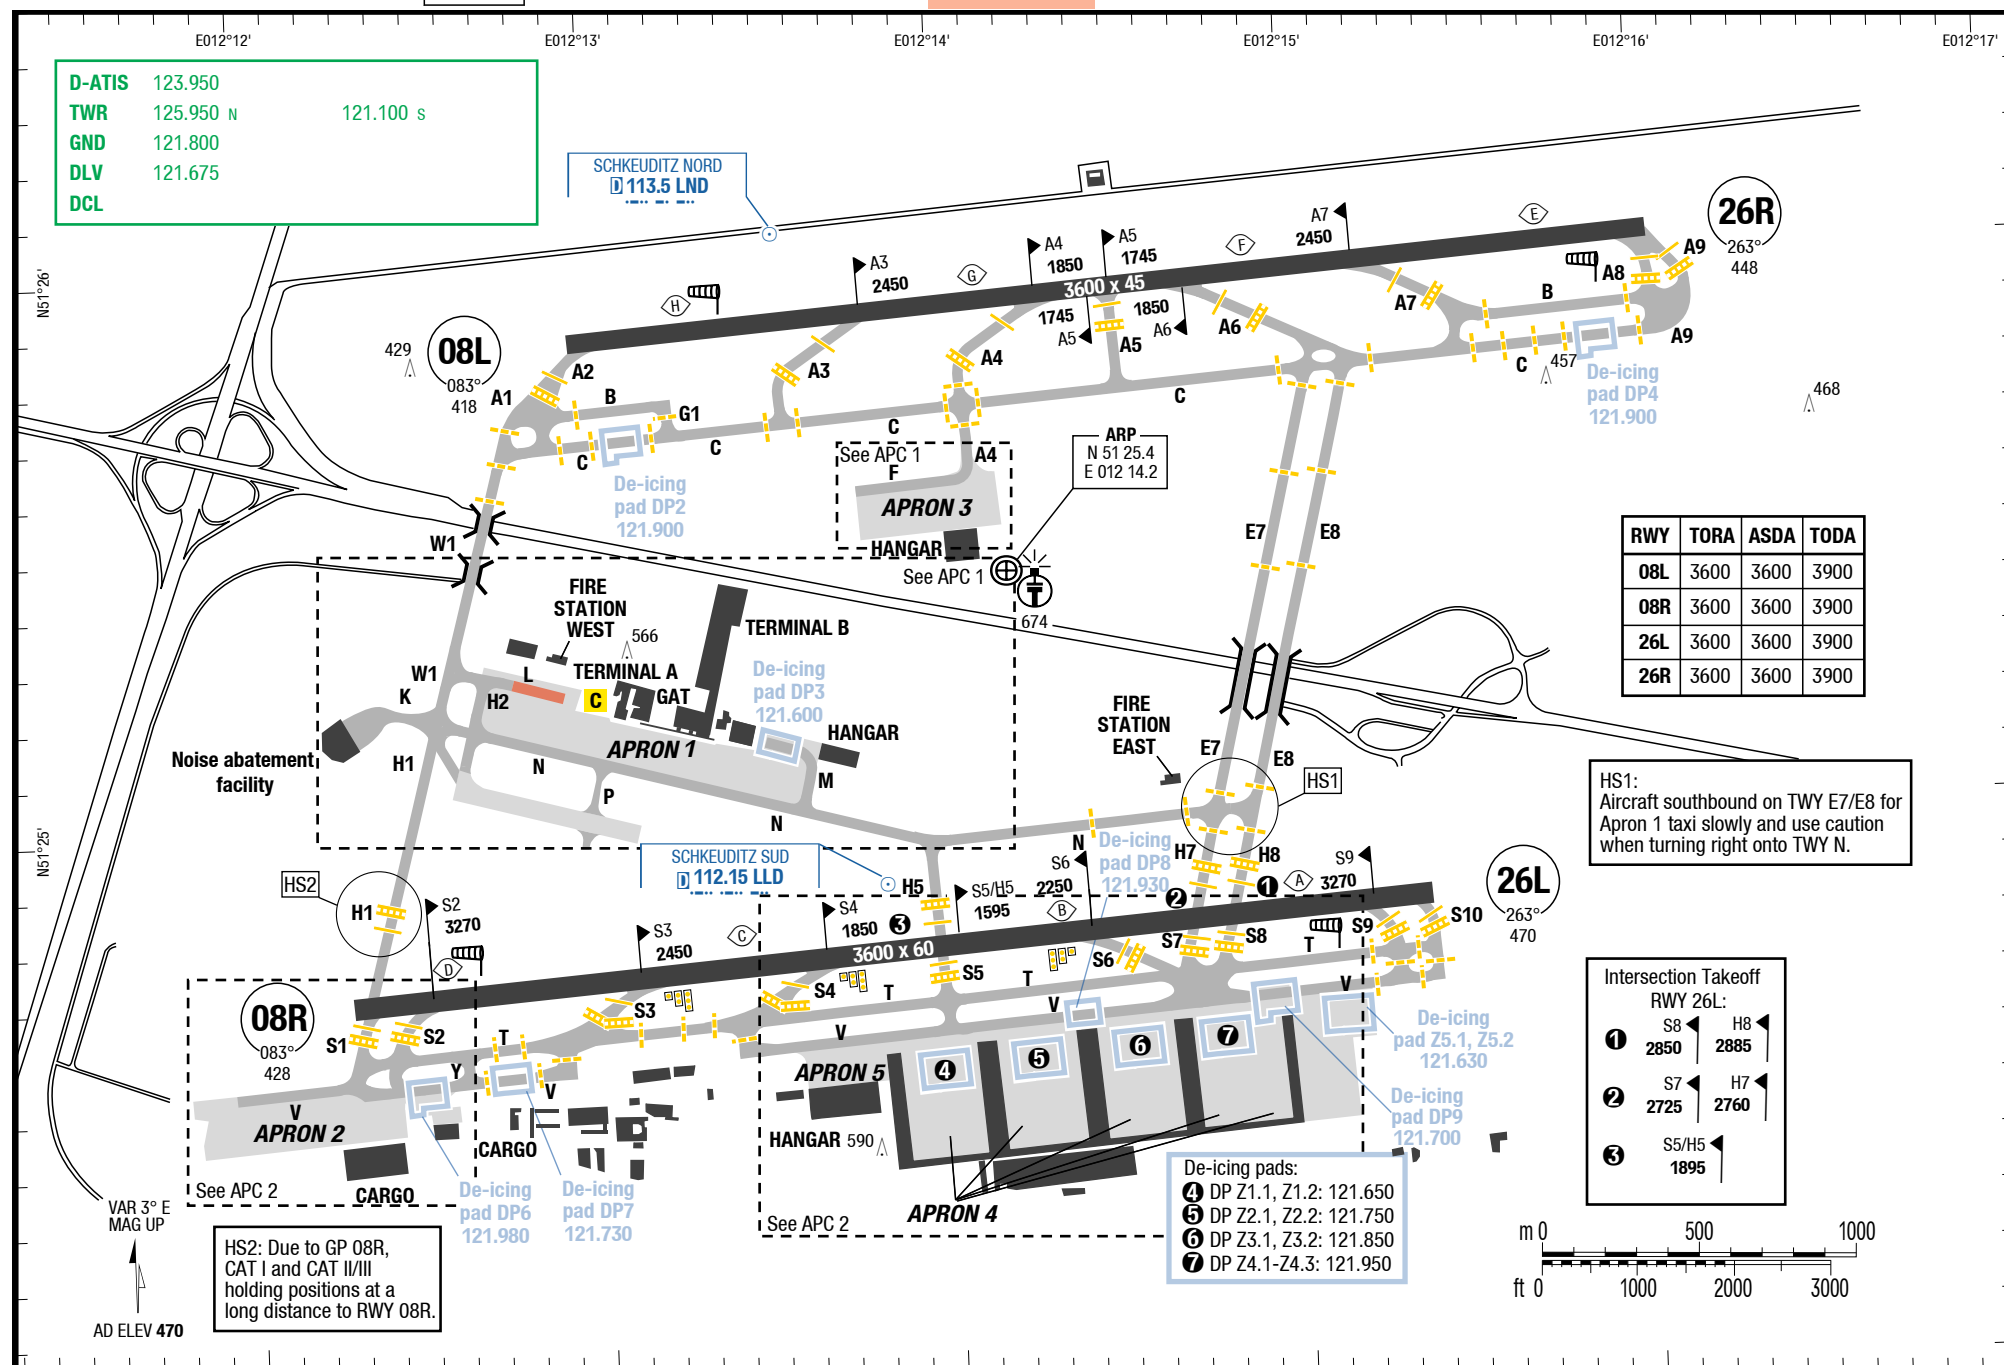 E012°12'
E012°13'
E012°14'
E012°15'
E012°16'
E012°17'
D-ATIS 123.950
TWR 125.950 N 121.100 S
GND 121.800
DLV 121.675
DCL
SCHKEUDITZ NORD
D 113.5 LND
N51°26'
N51°25'
26R
263°
448
08L
083°
418
429
A3
2450
A4
1850
A5
1745
A7
2450
E
F
G
H
3600 x 45
1745
A5
1850
A6
A1
A2
B
G1
C
C
C
C
A3
A4
A5
A6
A7
B
A8
A9
A9
C
457
468
De-icing
pad DP4
121.900
De-icing
pad DP2
121.900
See APC 1
F
A4
APRON 3
HANGAR
See APC 1
ARP
N 51 25.4
E 012 14.2
674
E7
E8
RWY TORA ASDA TODA
08L 3600 3600 3900
08R 3600 3600 3900
26L 3600 3600 3900
26R 3600 3600 3900
W1
FIRE
STATION
WEST
566
TERMINAL B
TERMINAL A
L
C
GAT
W1
K
H2
De-icing
pad DP3
121.600
HANGAR
APRON 1
Noise abatement
facility
H1
N
P
M
N
FIRE
STATION
EAST
E7
E8
HS1
HS1:
Aircraft southbound on TWY E7/E8 for
Apron 1 taxi slowly and use caution
when turning right onto TWY N.
SCHKEUDITZ SUD
D 112.15 LLD
N
De-icing
pad DP8
121.930
H7
H8
HS2
H1
S2
3270
S3
2450
S4
1850
H5
S5/H5
1595
S6
2250
S9
3270
A
B
C
D
1
2
3
3600 x 60
26L
263°
470
S10
S9
S8
S7
S6
S5
S4
S3
S2
S1
T
T
T
T
V
V
V
V
Y
08R
083°
428
APRON 2
CARGO
See APC 2
CARGO
De-icing
pad DP6
121.980
De-icing
pad DP7
121.730
APRON 5
4
5
6
7
HANGAR
590
APRON 4
See APC 2
De-icing
pad Z5.1, Z5.2
121.630
De-icing
pad DP9
121.700
De-icing pads:
4 DP Z1.1, Z1.2: 121.650
5 DP Z2.1, Z2.2: 121.750
6 DP Z3.1, Z3.2: 121.850
7 DP Z4.1-Z4.3: 121.950
Intersection Takeoff
RWY 26L:
1 S8 2850 H8 2885
2 S7 2725 H7 2760
3 S5/H5 1895
VAR 3° E
MAG UP
AD ELEV 470
HS2: Due to GP 08R,
CAT I and CAT II/III
holding positions at a
long distance to RWY 08R.
m 0 500 1000
ft 0 1000 2000 3000